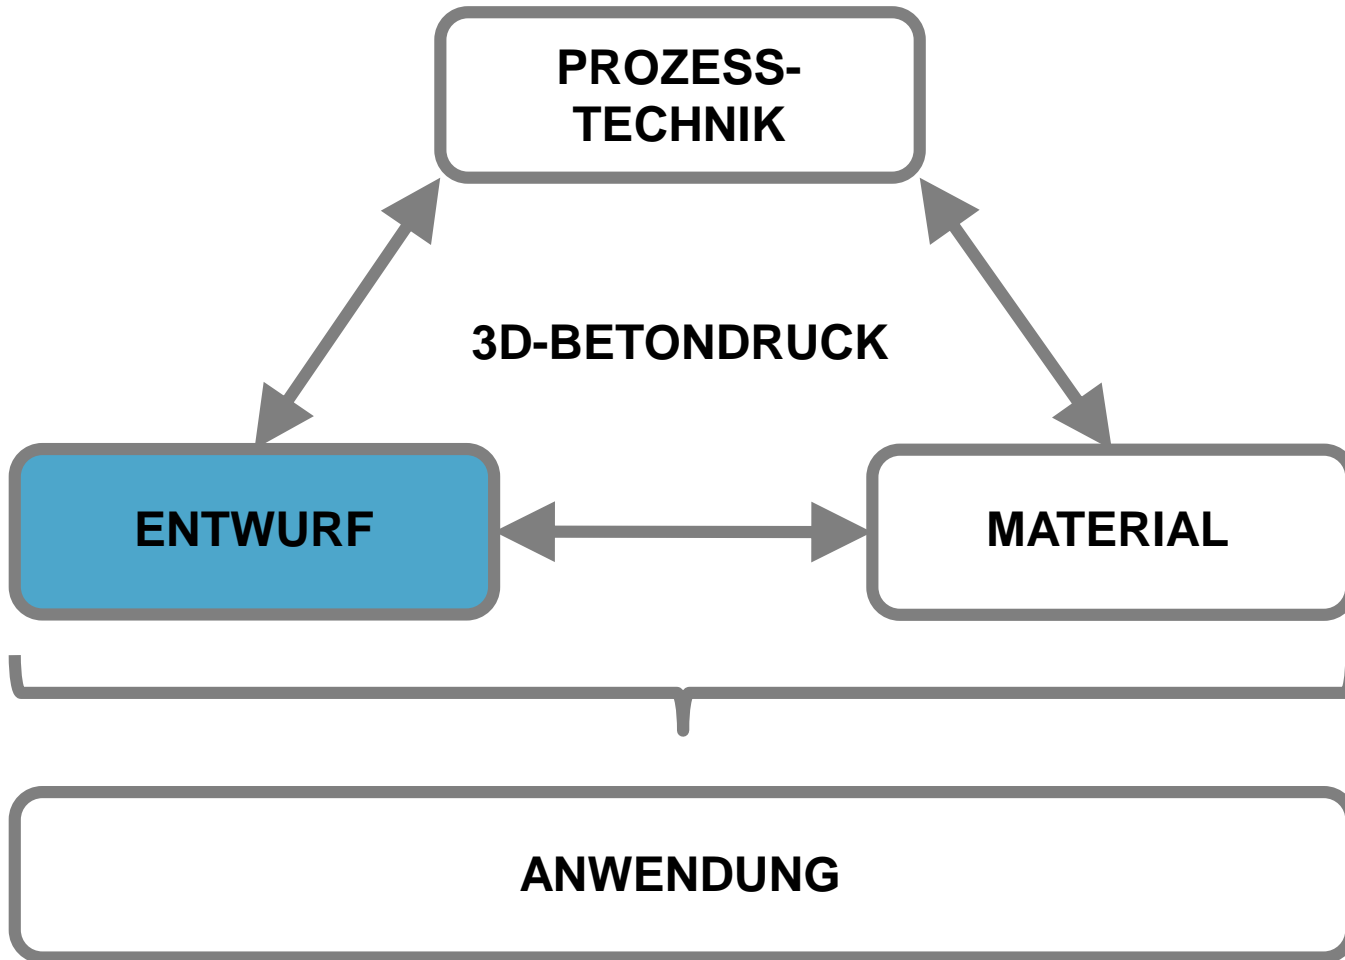 PROZESS-
TECHNIK
3D-BETONDRUCK
ENTWURF
MATERIAL
ANWENDUNG